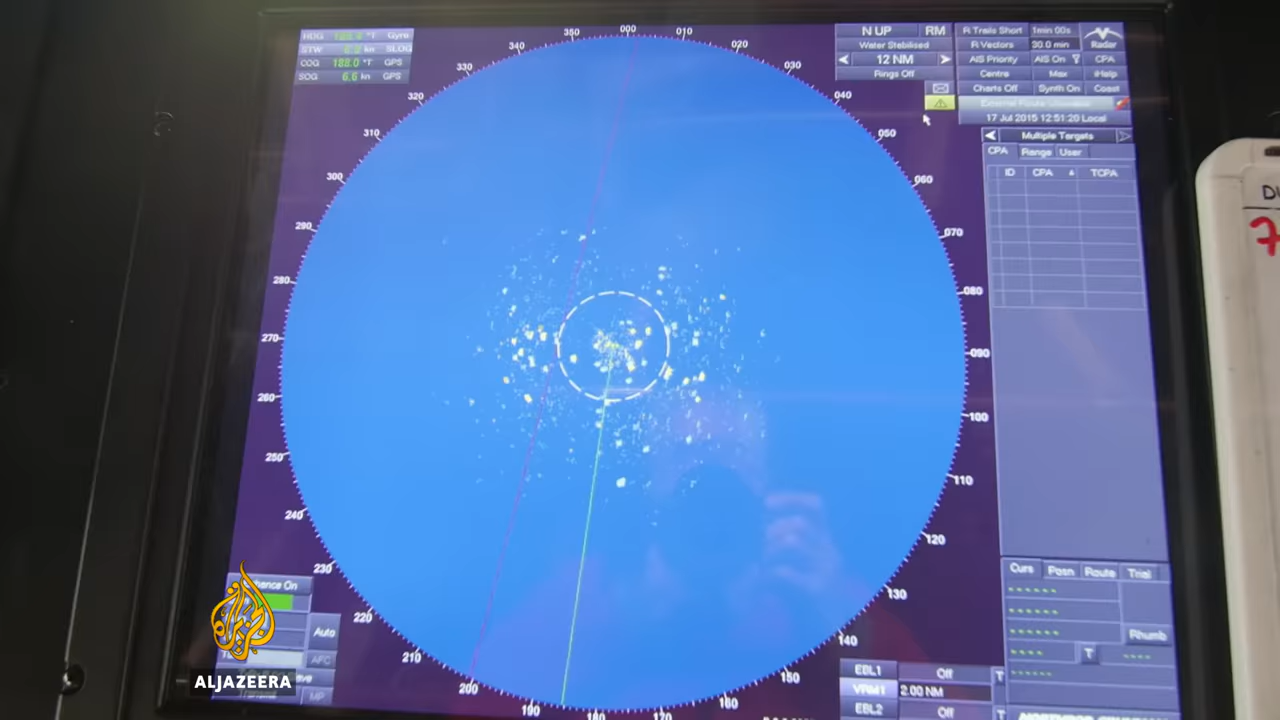 HDG °T Gyro
STW kn SLOG
COG 188.0 °T GPS
SOG 6.6 kn GPS
N UP RM
Water Stabilised
12 NM
Rings Off
R Trails Short 1min 00s
R Vectors 30.0 min
AIS Priority AIS On
Centre Max
Charts Off Synth On
Radar
CPA
iHelp
Coast
17 Jul 2015 12:51:20 Local
Multiple Targets
CPA Range User
ID CPA TCPA
000
010
020
030
040
050
060
070
080
090
100
110
120
130
140
150
160
170
180
190
200
210
220
230
240
250
260
270
280
290
300
310
320
330
340
350
Auto
AFC
MP
ALJAZEERA
EBL1 Off
VRM1 2.00 NM
EBL2 Off
Curs Posn Route Trial
Rhumb
T
7